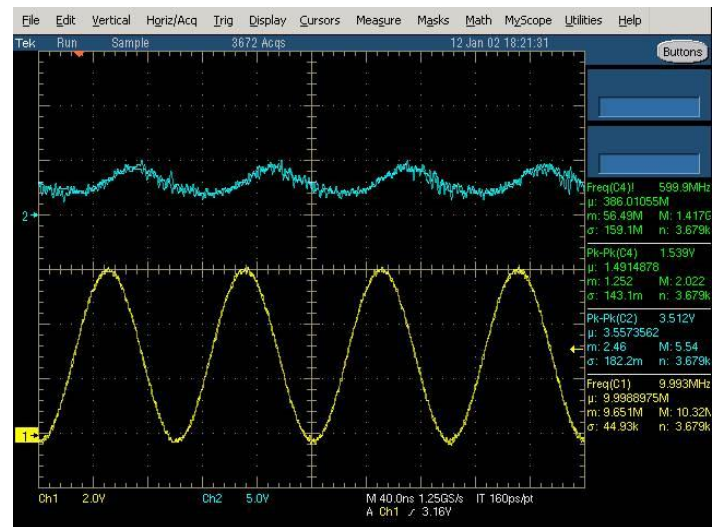 File Edit Vertical Horiz/Acq Trig Display Cursors Measure Masks Math MyScope Utilities Help
Tek Run Sample 3672 Acqs 12 Jan 02 18:21:31
Buttons
Freq(C4)! 599.9MHz
µ: 386.01055M
m: 56.49M M: 1.417G
σ: 159.1M n: 3.679k
Pk-Pk(C4) 1.539V
µ: 1.4914878
m: 1.252 M: 2.022
σ: 143.1m n: 3.679k
Pk-Pk(C2) 3.512V
µ: 3.5573562
m: 2.46 M: 5.54
σ: 182.2m n: 3.679k
Freq(C1) 9.993MHz
µ: 9.9988975M
m: 9.651M M: 10.32M
σ: 44.93k n: 3.679k
2
1
Ch1 2.0V Ch2 5.0V M 40.0ns 1.25GS/s IT 160ps/pt
A Ch1 / 3.16V